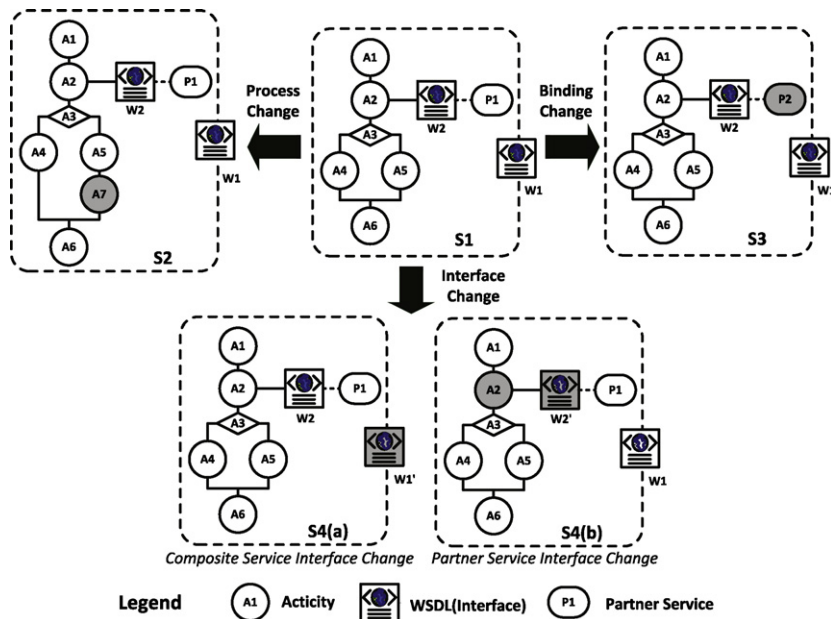 A1
A2
W2
P1
A3
A4
A5
A7
A6
W1
S2
Process
Change
A1
A2
W2
P1
A3
A4
A5
A6
W1
S1
Binding
Change
A1
A2
W2
P2
A3
A4
A5
A6
W1
S3
Interface
Change
A1
A2
W2
P1
A3
A4
A5
A6
W1'
S4(a)
Composite Service Interface Change
A1
A2
W2'
P1
A3
A4
A5
A6
W1
S4(b)
Partner Service Interface Change
Legend
A1
Acticity
WSDL(Interface)
P1
Partner Service